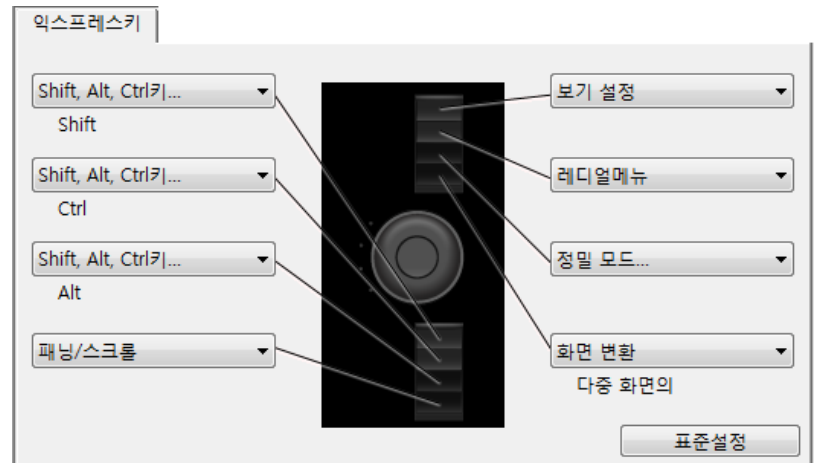 익스프레스키
Shift, Alt, Ctrl키...
Shift
Shift, Alt, Ctrl키...
Ctrl
Shift, Alt, Ctrl키...
Alt
패닝/스크롤
보기 설정
레디얼메뉴
정밀 모드...
화면 변환
다중 화면의
표준설정